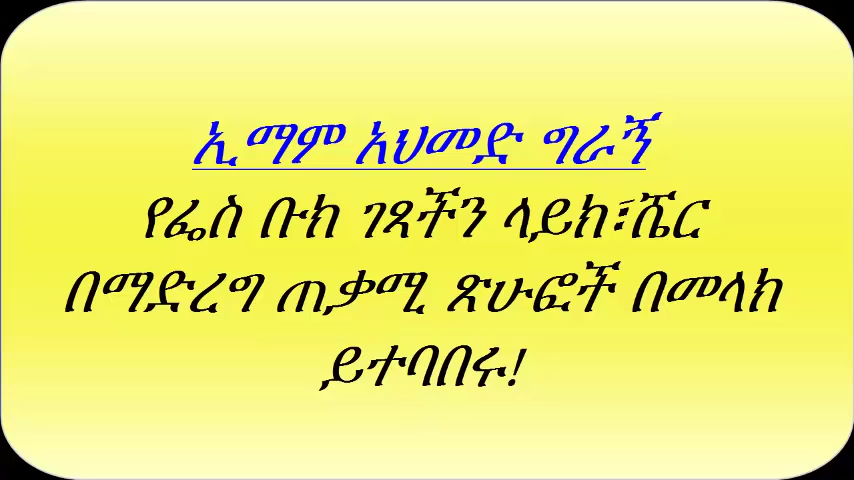 ኢማም አህመድ ግራኝ
የፌስ ቡክ ገጻችን ላይክ፥ሼር
በማድረግ ጠቃሚ ጽሁፎች በመላክ
ይተባበሩ!